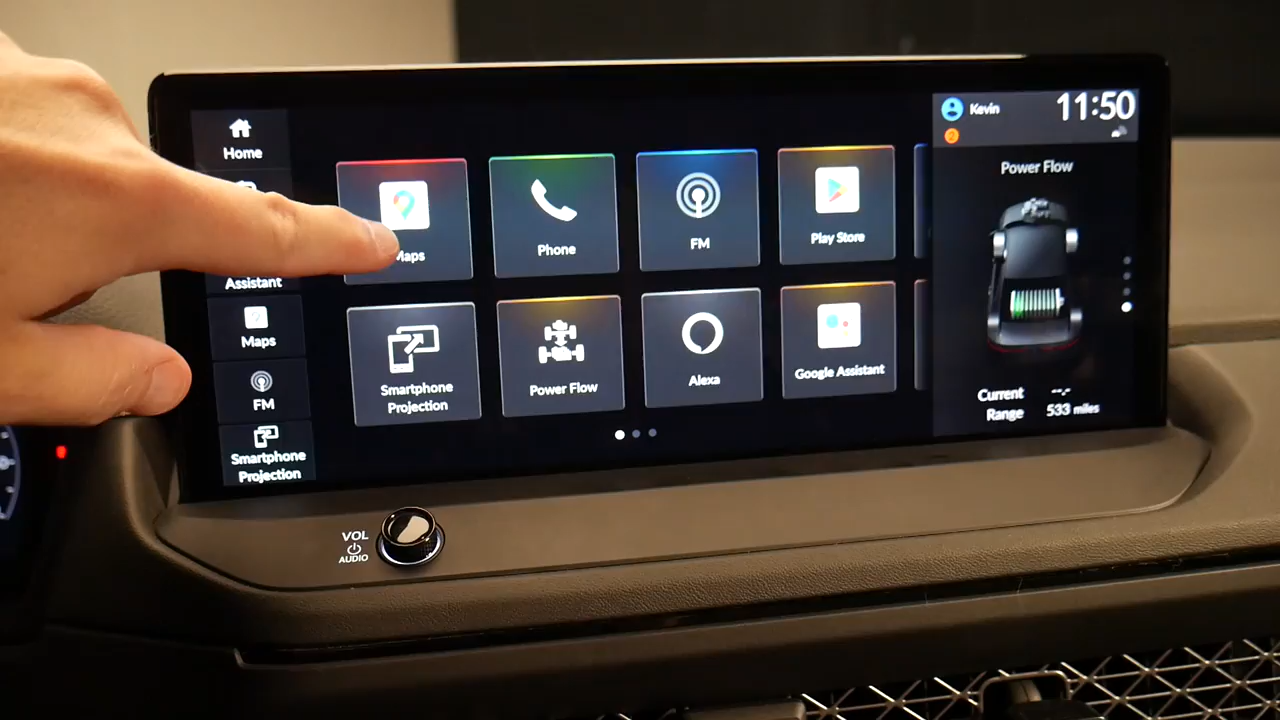 Home
Assistant
Maps
FM
Smartphone
Projection
Maps
Phone
FM
Play Store
Smartphone
Projection
Power Flow
Alexa
Google Assistant
Kevin
11:50
2
Power Flow
Current
Range
--.-
533 miles
VOL
AUDIO